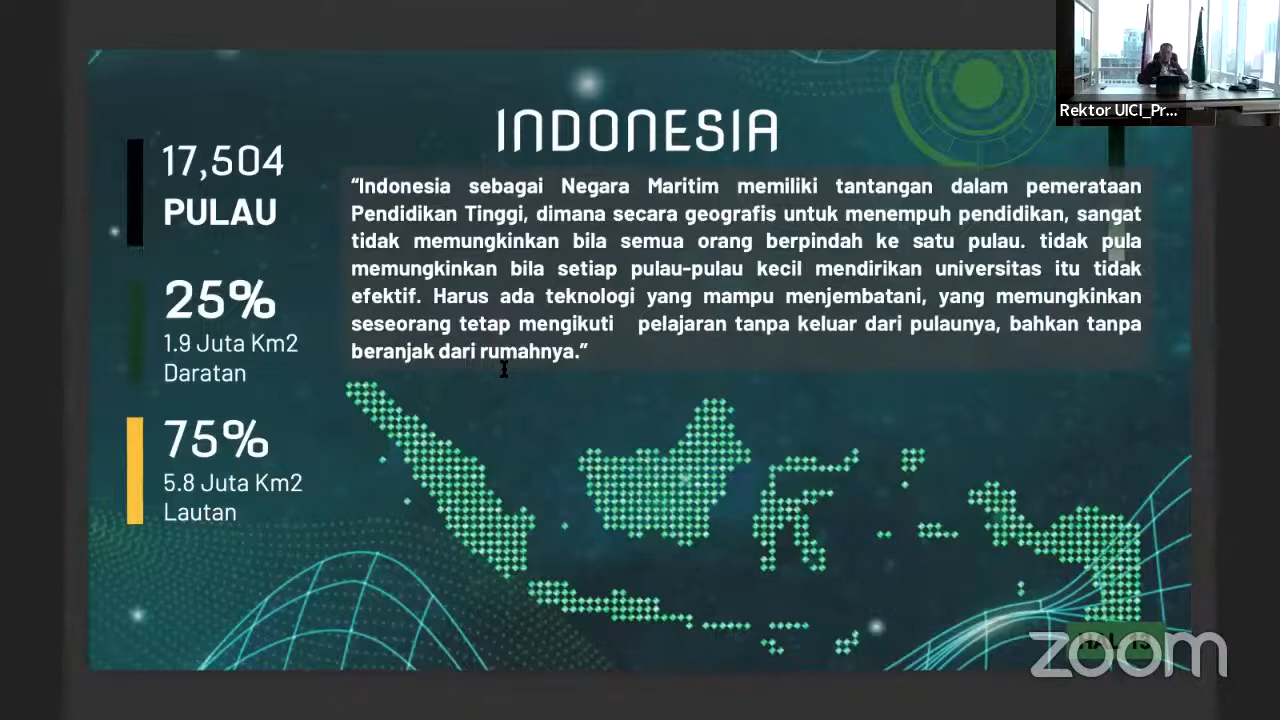 Rektor UICI_Pr...
INDONESIA
17,504
PULAU
25%
1.9 Juta Km2
Daratan
75%
5.8 Juta Km2
Lautan
“Indonesia sebagai Negara Maritim memiliki tantangan dalam pemerataan
Pendidikan Tinggi, dimana secara geografis untuk menempuh pendidikan, sangat
tidak memungkinkan bila semua orang berpindah ke satu pulau. tidak pula
memungkinkan bila setiap pulau-pulau kecil mendirikan universitas itu tidak
efektif. Harus ada teknologi yang mampu menjembatani, yang memungkinkan
seseorang tetap mengikuti pelajaran tanpa keluar dari pulaunya, bahkan tanpa
beranjak dari rumahnya.”
zoom